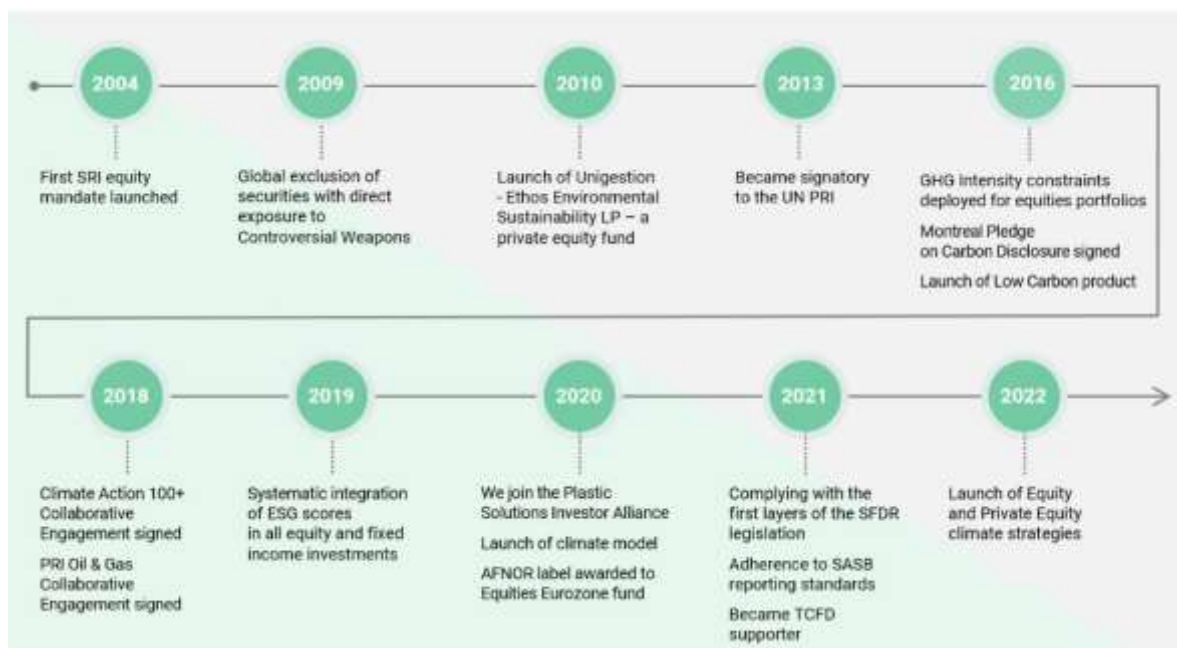 2004
First SRI equity
mandate launched
2009
Global exclusion of
securities with direct
exposure to
Controversial Weapons
2010
Launch of Unigestion
- Ethos Environmental
Sustainability LP – a
private equity fund
2013
Became signatory
to the UN PRI
2016
GHG Intensity constraints
deployed for equities portfolios
Montreal Pledge
on Carbon Disclosure signed
Launch of Low Carbon product
2018
Climate Action 100+
Collaborative
Engagement signed
PRI Oil & Gas
Collaborative
Engagement signed
2019
Systematic integration
of ESG scores
in all equity and fixed
income investments
2020
We join the Plastic
Solutions Investor Alliance
Launch of climate model
AFNOR label awarded to
Equities Eurozone fund
2021
Complying with the
first layers of the SFDR
legislation
Adherence to SASB
reporting standards
Became TCFD
supporter
2022
Launch of Equity
and Private Equity
climate strategies